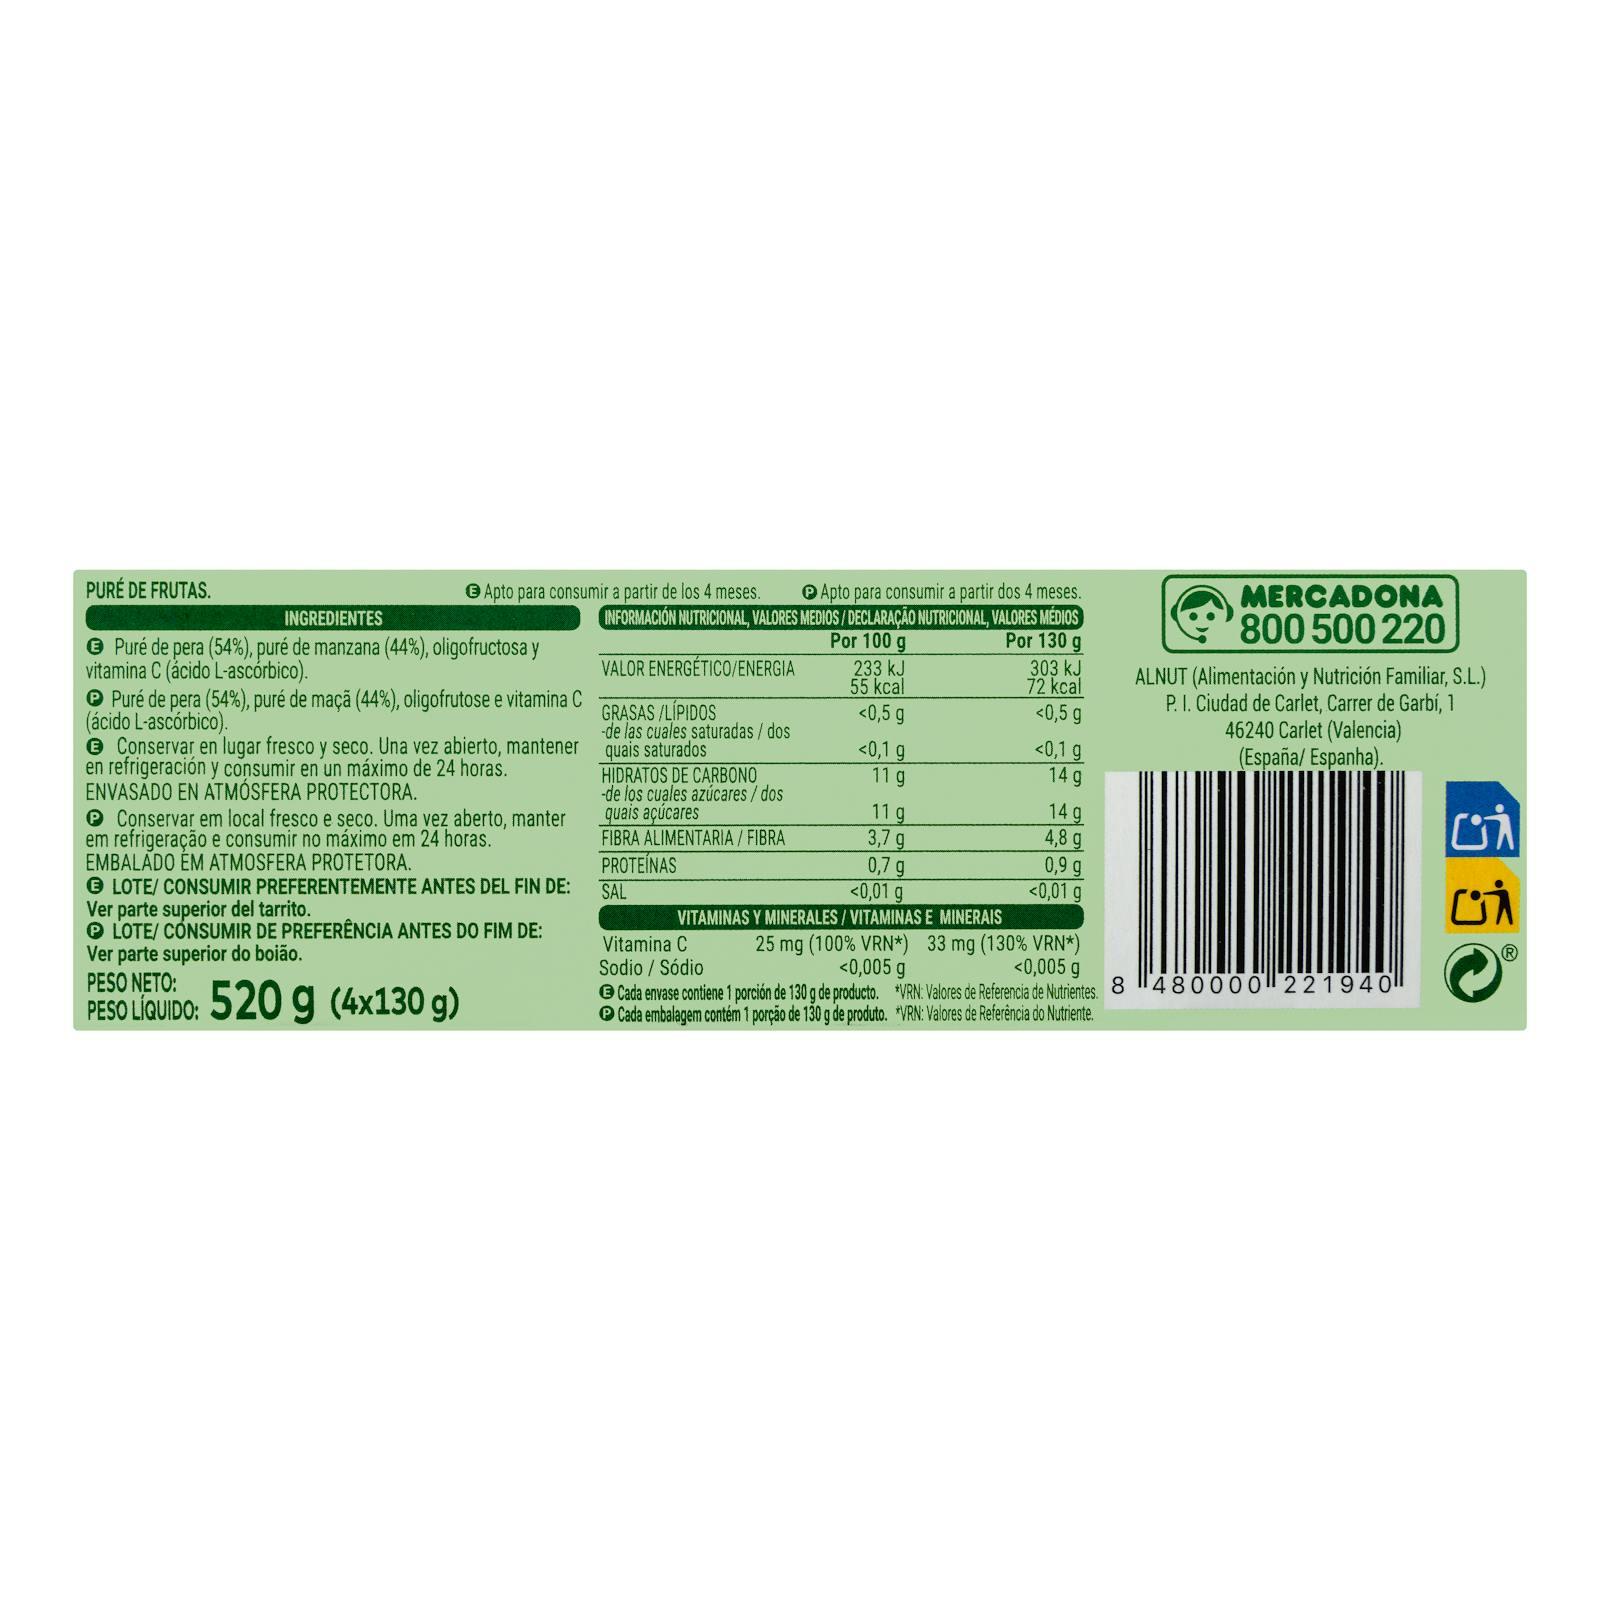 PURÉ DE FRUTAS.
INGREDIENTES
E Puré de pera (54%), puré de manzana (44%), oligofructosa y
vitamina C (ácido L-ascórbico).
P Puré de pera (54%), puré de maçã (44%), oligofrutose e vitamina C
(ácido L-ascórbico).
E Conservar en lugar fresco y seco. Una vez abierto, mantener
en refrigeración y consumir en un máximo de 24 horas.
ENVASADO EN ATMÓSFERA PROTECTORA.
P Conservar em local fresco e seco. Uma vez aberto, manter
em refrigeração e consumir no máximo em 24 horas.
EMBALADO EM ATMOSFERA PROTETORA.
E LOTE/ CONSUMIR PREFERENTEMENTE ANTES DEL FIN DE:
Ver parte superior del tarrito.
P LOTE/ CONSUMIR DE PREFERÊNCIA ANTES DO FIM DE:
Ver parte superior do boião.
PESO NETO:
PESO LÍQUIDO: 520 g (4x130 g)
E Apto para consumir a partir de los 4 meses. P Apto para consumir a partir dos 4 meses.
INFORMACIÓN NUTRICIONAL, VALORES MEDIOS / DECLARAÇÃO NUTRICIONAL, VALORES MÉDIOS
Por 100 g Por 130 g
VALOR ENERGÉTICO/ENERGIA 233 kJ 303 kJ
55 kcal 72 kcal
GRASAS /LÍPIDOS <0,5 g <0,5 g
-de las cuales saturadas / dos
quais saturados <0,1 g <0,1 g
HIDRATOS DE CARBONO 11 g 14 g
-de los cuales azúcares / dos
quais açúcares 11 g 14 g
FIBRA ALIMENTARIA / FIBRA 3,7 g 4,8 g
PROTEÍNAS 0,7 g 0,9 g
SAL <0,01 g <0,01 g
VITAMINAS Y MINERALES / VITAMINAS E MINERAIS
Vitamina C 25 mg (100% VRN*) 33 mg (130% VRN*)
Sodio / Sódio <0,005 g <0,005 g
E Cada envase contiene 1 porción de 130 g de producto. *VRN: Valores de Referencia de Nutrientes.
P Cada embalagem contém 1 porção de 130 g de produto. *VRN: Valores de Referência do Nutriente.
MERCADONA
800 500 220
ALNUT (Alimentación y Nutrición Familiar, S.L.)
P. I. Ciudad de Carlet, Carrer de Garbí, 1
46240 Carlet (Valencia)
(España/ Espanha).
8 480000 221940
®